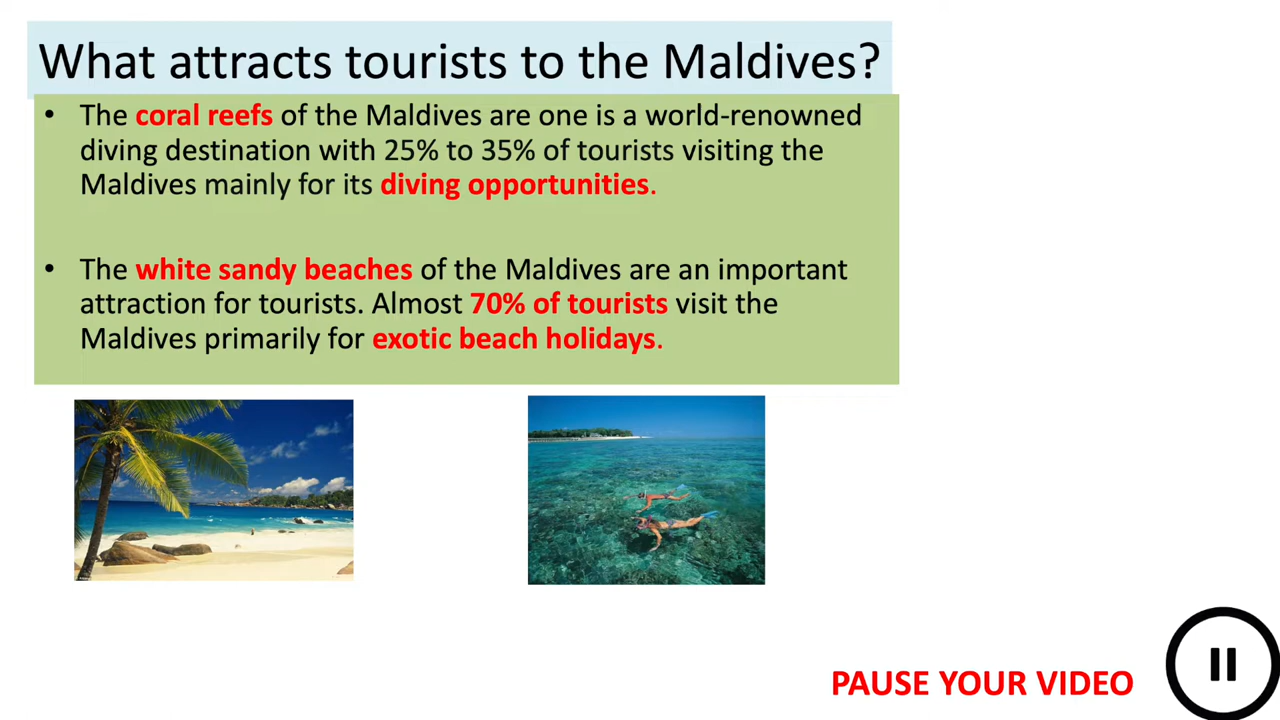 What attracts tourists to the Maldives?
• The coral reefs of the Maldives are one is a world-renowned
diving destination with 25% to 35% of tourists visiting the
Maldives mainly for its diving opportunities.
• The white sandy beaches of the Maldives are an important
attraction for tourists. Almost 70% of tourists visit the
Maldives primarily for exotic beach holidays.
PAUSE YOUR VIDEO